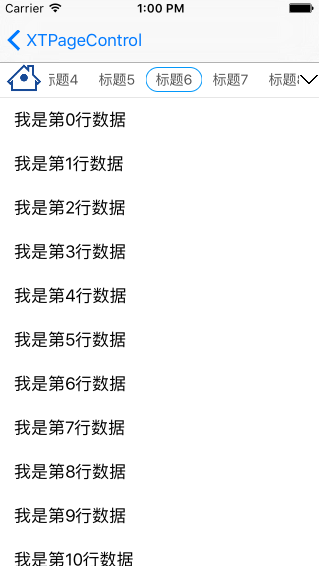 Carrier 1:00 PM
XTPageControl
标题4 标题5 标题6 标题7 标题8
我是第0行数据
我是第1行数据
我是第2行数据
我是第3行数据
我是第4行数据
我是第5行数据
我是第6行数据
我是第7行数据
我是第8行数据
我是第9行数据
我是第10行数据